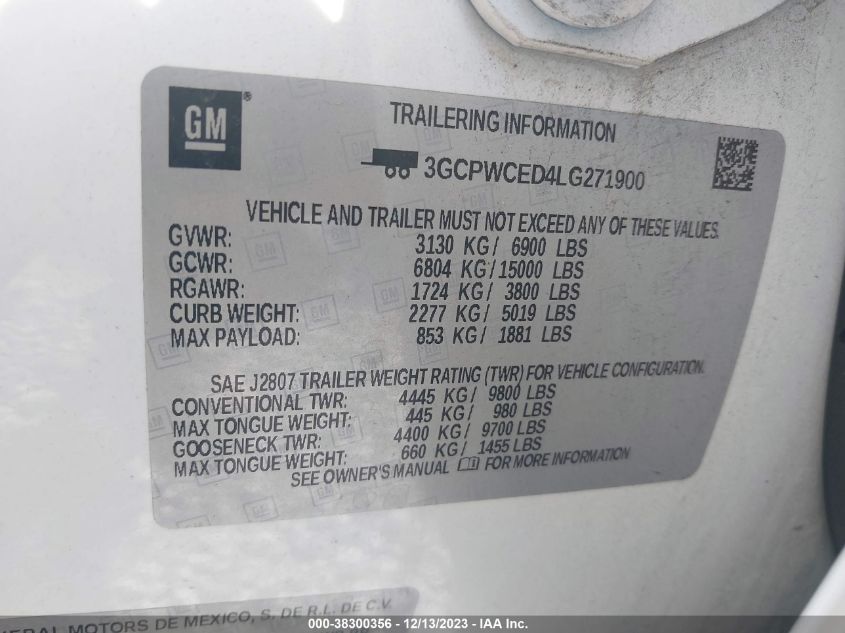 GM®
TRAILERING INFORMATION
3GCPWCED4LG271900
VEHICLE AND TRAILER MUST NOT EXCEED ANY OF THESE VALUES.
GVWR: 3130 KG/ 6900 LBS
GCWR: 6804 KG/15000 LBS
RGAWR: 1724 KG/ 3800 LBS
CURB WEIGHT: 2277 KG/ 5019 LBS
MAX PAYLOAD: 853 KG/ 1881 LBS
SAE J2807 TRAILER WEIGHT RATING (TWR) FOR VEHICLE CONFIGURATION.
CONVENTIONAL TWR: 4445 KG/ 9800 LBS
MAX TONGUE WEIGHT: 445 KG/ 980 LBS
GOOSENECK TWR: 4400 KG/ 9700 LBS
MAX TONGUE WEIGHT: 660 KG/ 1455 LBS
SEE OWNER'S MANUAL FOR MORE INFORMATION
MOTORS DE MEXICO, S. DE R.L. DE C.V.
000-38300356 - 12/13/2023 - IAA Inc.